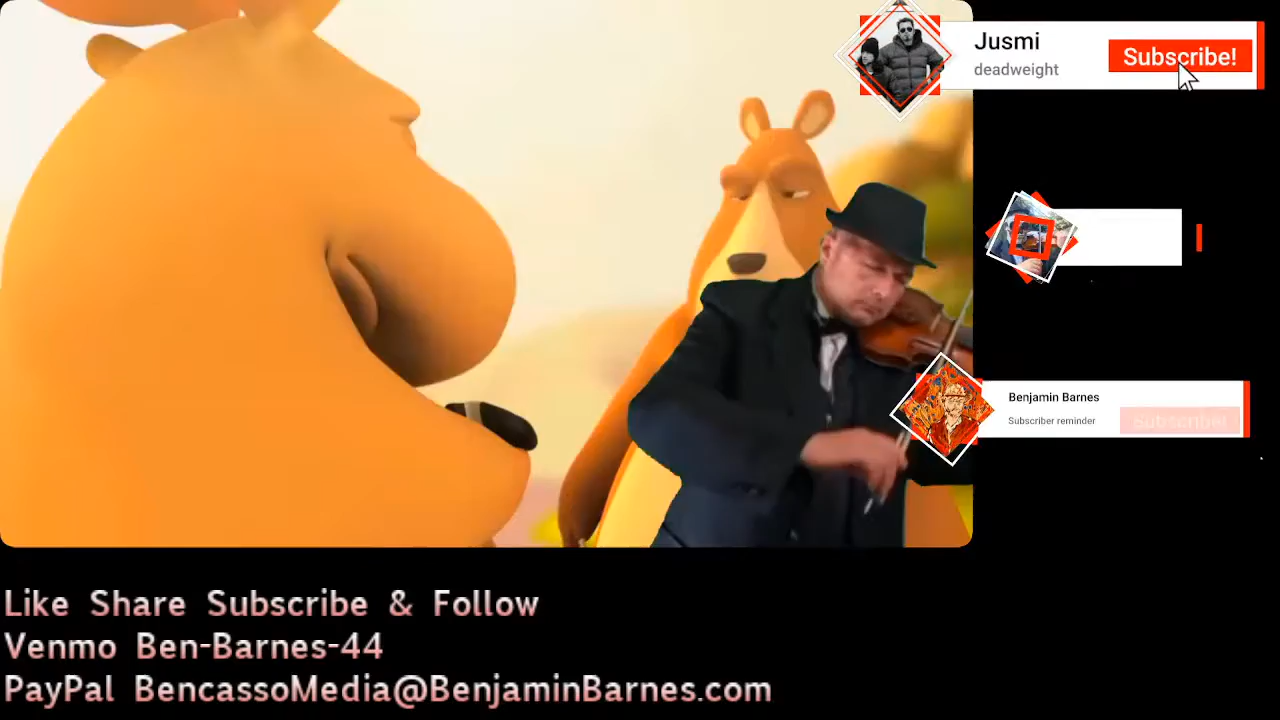 Jusmi
Subscribe!
deadweight
Benjamin Barnes
Subscriber reminder
Subscribe!
Like Share Subscribe & Follow
Venmo Ben-Barnes-44
PayPal BencassoMedia@BenjaminBarnes.com